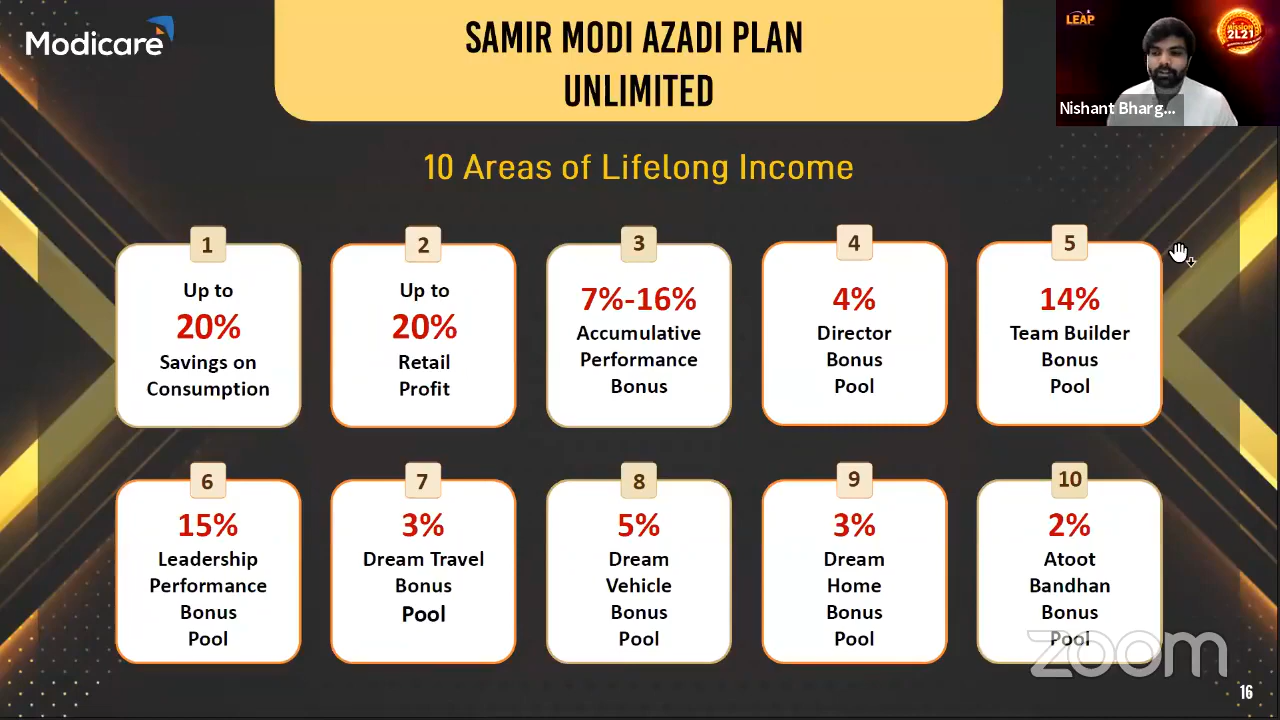 Modicare
SAMIR MODI AZADI PLAN
UNLIMITED
LEAP
MISSION
2L21
Nishant Bharg...
10 Areas of Lifelong Income
1
Up to
20%
Savings on
Consumption
2
Up to
20%
Retail
Profit
3
7%-16%
Accumulative
Performance
Bonus
4
4%
Director
Bonus
Pool
5
14%
Team Builder
Bonus
Pool
6
15%
Leadership
Performance
Bonus
Pool
7
3%
Dream Travel
Bonus
Pool
8
5%
Dream
Vehicle
Bonus
Pool
9
3%
Dream
Home
Bonus
Pool
10
2%
Atoot
Bandhan
Bonus
Pool
zoom
16